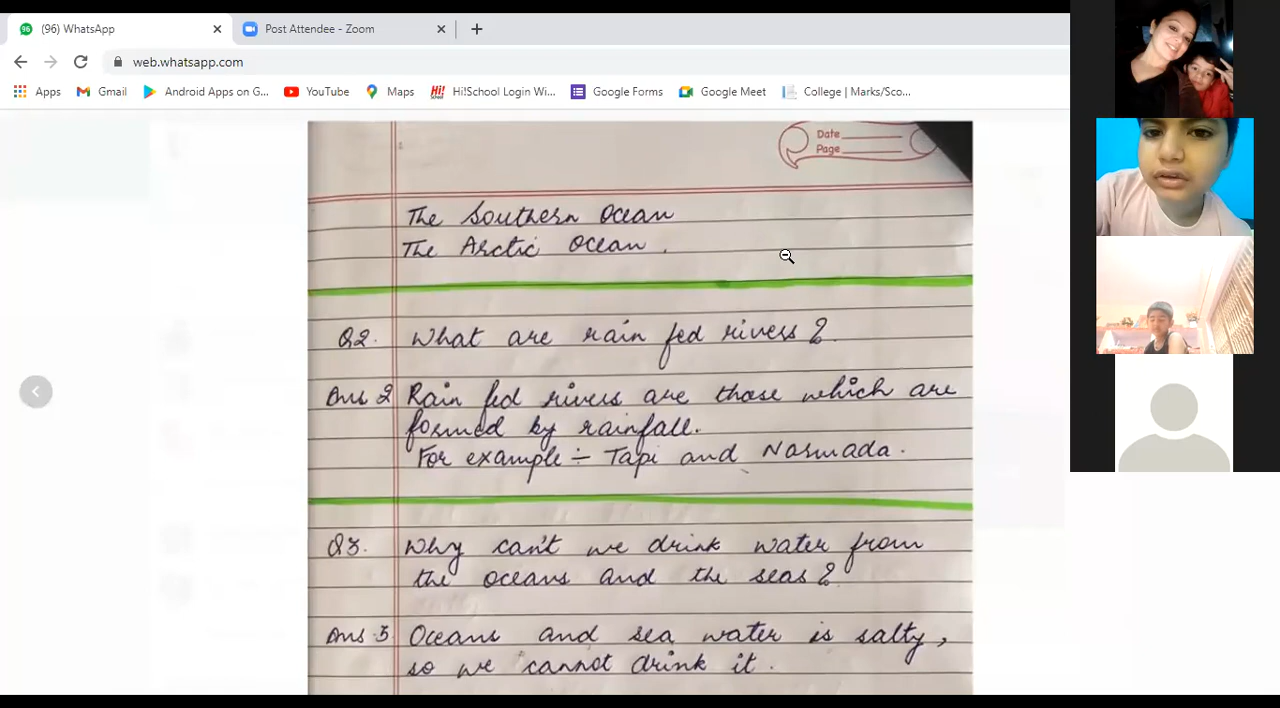 (96) WhatsApp
Post Attendee - Zoom
web.whatsapp.com
Apps
Gmail
Android Apps on G...
YouTube
Maps
Hi!
Hi!School Login Wi...
Google Forms
Google Meet
College | Marks/Sco...
Date
Page
The Southern Ocean
The Arctic Ocean.
Q2. What are rain fed rivers?
Ans 2 Rain fed rivers are those which are
formed by rainfall.
For example ÷ Tapi and Narmada.
Q3. Why can't we drink water from
the oceans and the seas?
Ans 3. Oceans and sea water is salty,
so we cannot drink it.